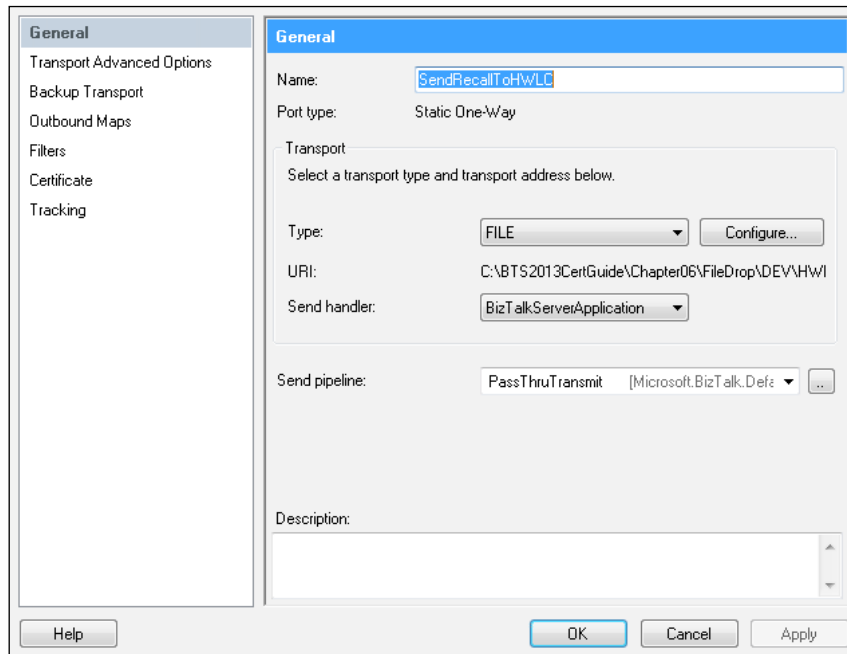 General
Transport Advanced Options
Backup Transport
Outbound Maps
Filters
Certificate
Tracking
General
Name: SendRecallToHWLC
Port type: Static One-Way
Transport
Select a transport type and transport address below.
Type: FILE Configure...
URI: C:\BTS2013CertGuide\Chapter06\FileDrop\DEV\HWI
Send handler: BizTalkServerApplication
Send pipeline: PassThruTransmit [Microsoft.BizTalk.Defa ..
Description:
Help OK Cancel Apply